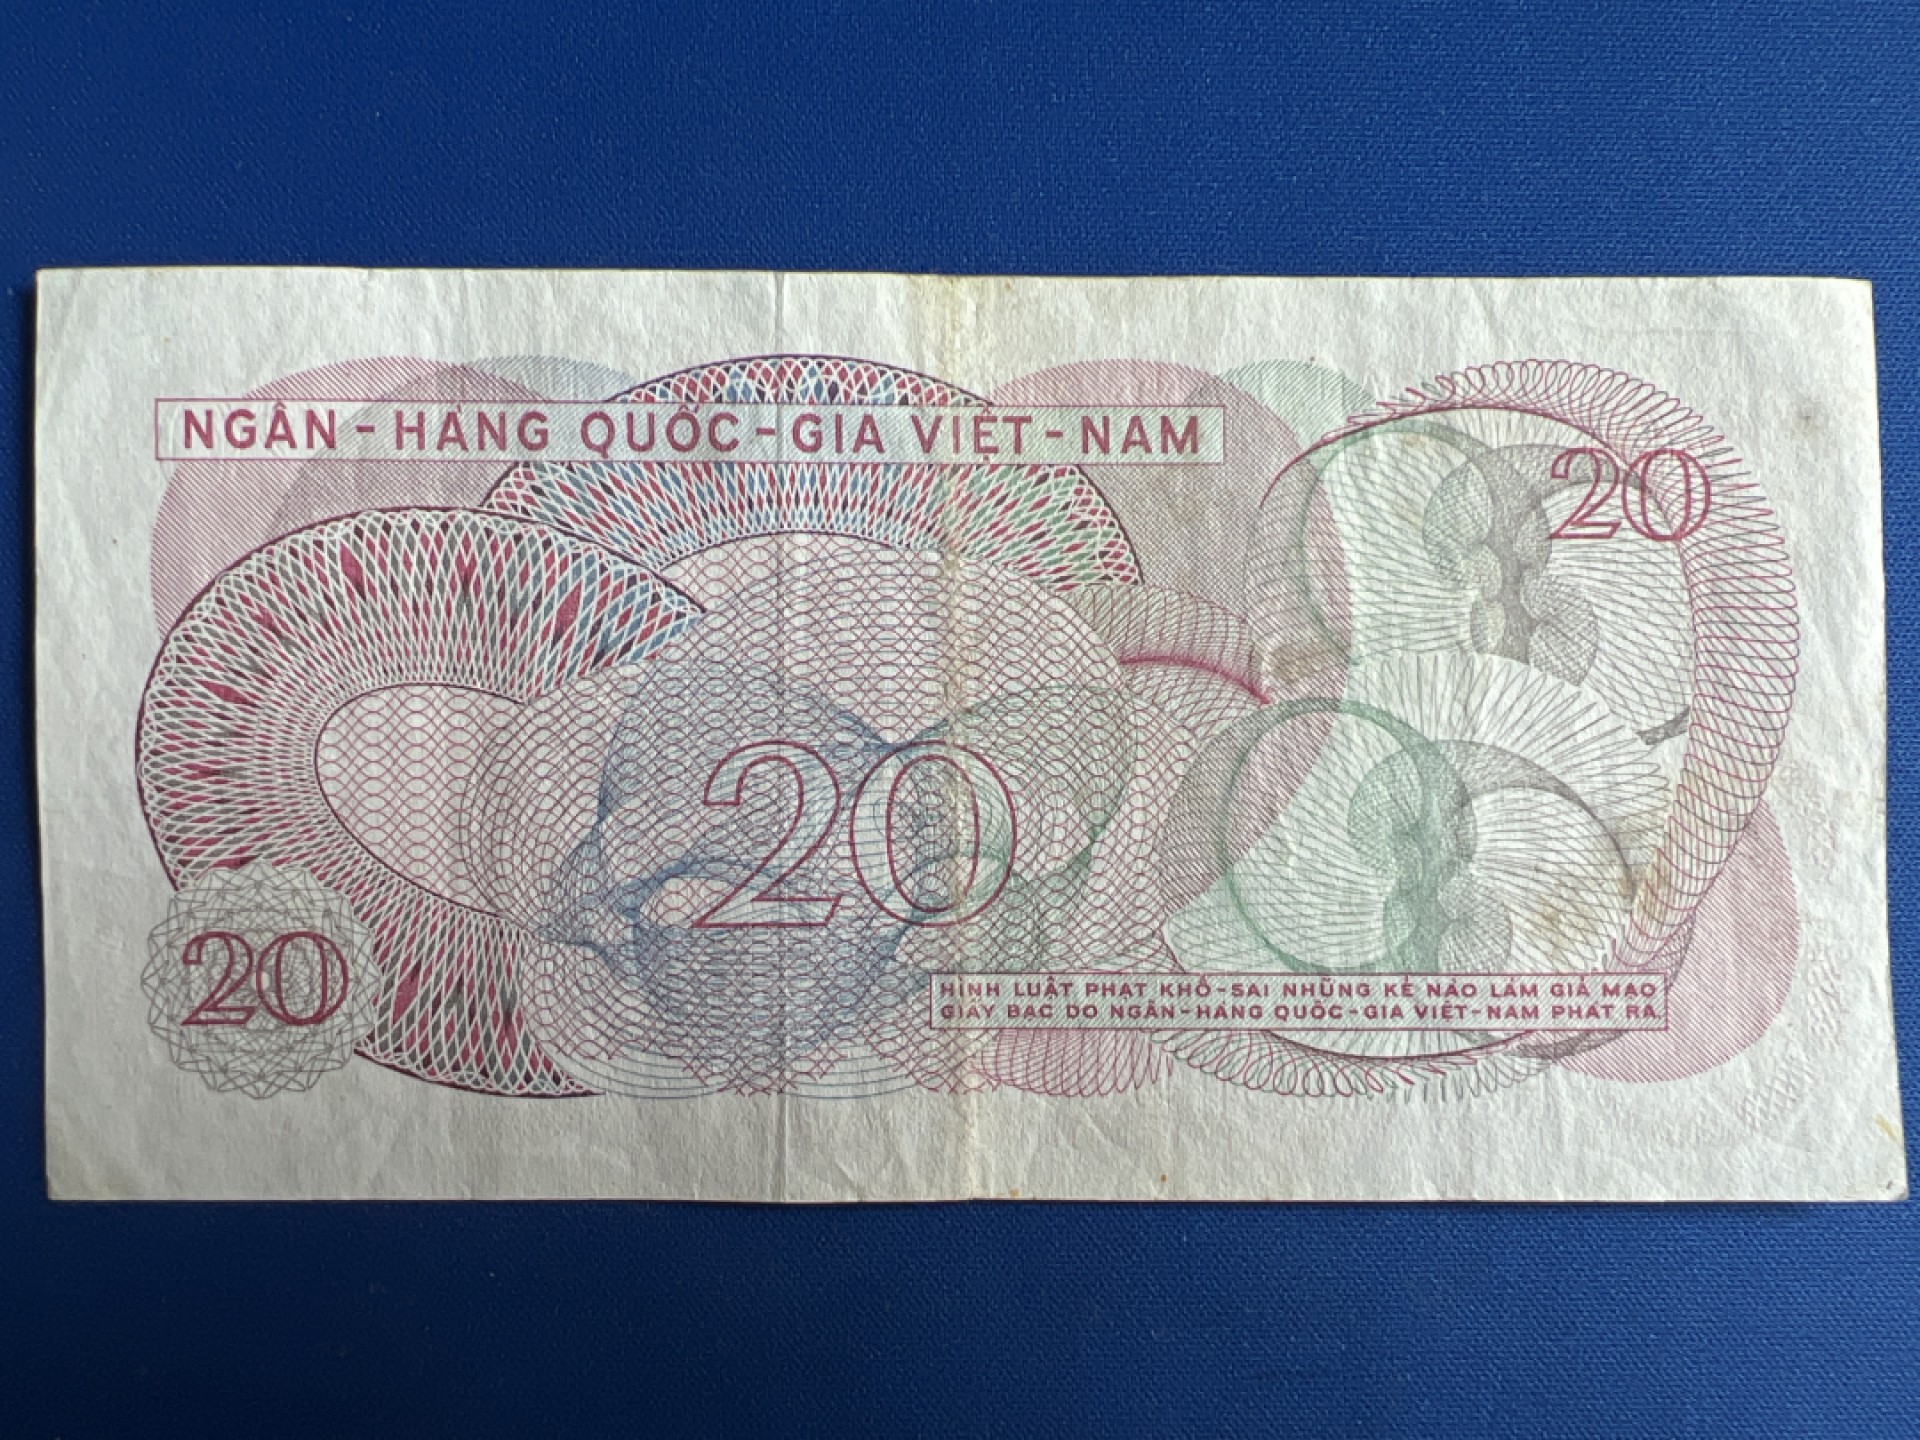 NGÂN - HÀNG QUỐC - GIA VIỆT - NAM
20
20
20
HÌNH LUẬT PHẠT KHỔ - SAI NHỮNG KẺ NÀO LÀM GIẢ MẠO
GIẤY BẠC DO NGÂN - HÀNG QUỐC - GIA VIỆT - NAM PHÁT RA.